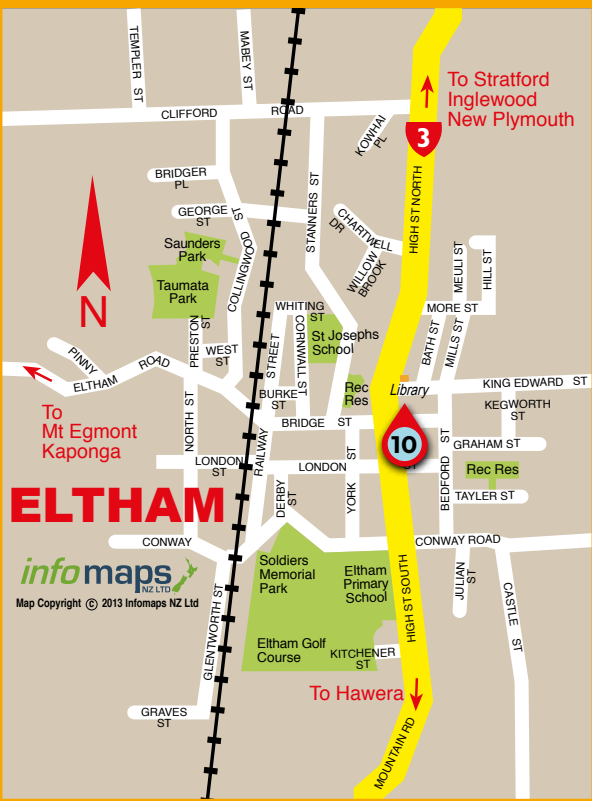 TEMPLER
ST
MABEY ST
To Stratford
Inglewood
New Plymouth
CLIFFORD ROAD
3
KOWHAI
PL
BRIDGER
PL
STANNERS ST
HIGH ST NORTH
GEORGE
ST
COLLINGWOOD ST
CHARTWELL
DR
Saunders
Park
WILLOW
BROOK
MEULI ST
HILL ST
Taumata
Park
N
WHITING
ST
MORE ST
PRESTON
ST
CORNWALL ST
St Josephs
School
BATH ST
MILLS ST
WEST
ST
PINNY
ELTHAM ROAD
RAILWAY STREET
BURKE
ST
Rec
Res
Library
KING EDWARD ST
To
Mt Egmont
Kaponga
NORTH ST
BRIDGE ST
KEGWORTH
ST
10
BEDFORD ST
GRAHAM ST
LONDON
ST
LONDON ST
Rec Res
ELTHAM
DERBY
ST
YORK ST
TAYLER ST
CONWAY
CONWAY ROAD
infomaps
NZ LTD
Map Copyright © 2013 Infomaps NZ Ltd
Soldiers
Memorial
Park
Eltham
Primary
School
JULIAN
ST
CASTLE ST
GLENTWORTH ST
HIGH ST SOUTH
Eltham Golf
Course
KITCHENER
ST
To Hawera
GRAVES
ST
MOUNTAIN RD